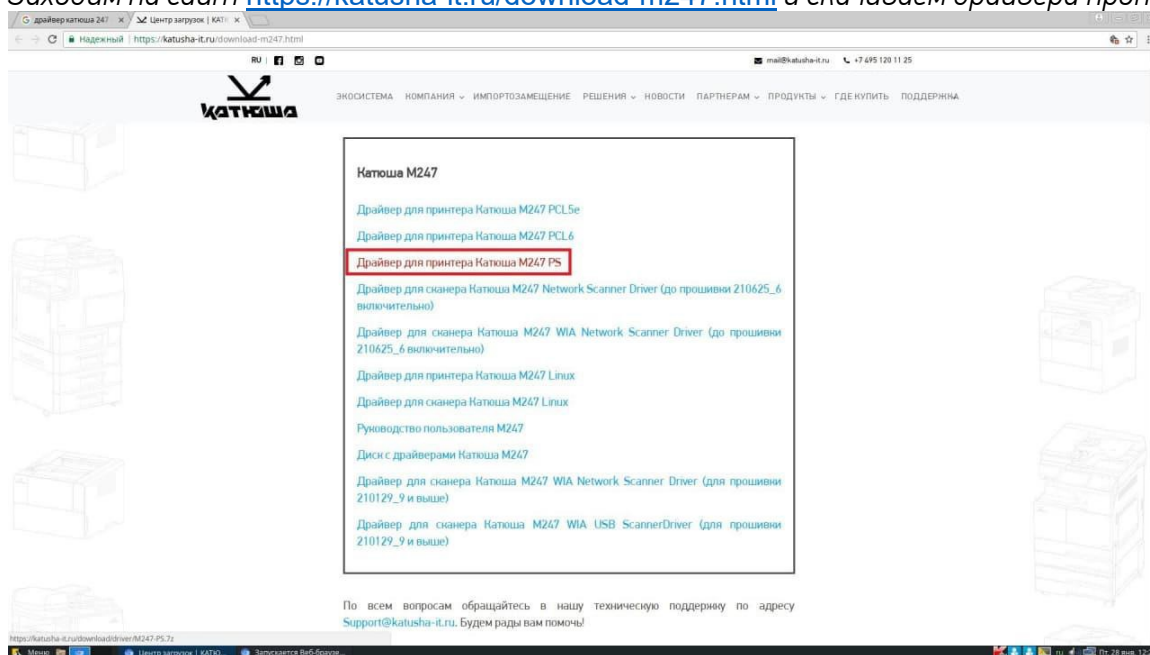 Заходим на сайт https://katusha-it.ru/download-m247.html и скачиваем драйвера
драйвер катюша 247
Центр загрузок | КАТЮ
Надежный https://katusha-it.ru/download-m247.html
RU mail@katusha-it.ru +7 495 120 11 25
катюша
ЭКОСИСТЕМА КОМПАНИЯ ИМПОРТОЗАМЕЩЕНИЕ РЕШЕНИЯ НОВОСТИ ПАРТНЕРАМ ПРОДУКТЫ ГДЕ КУПИТЬ ПОДДЕРЖКА
Катюша М247
Драйвер для принтера Катюша M247 PCL5e
Драйвер для принтера Катюша M247 PCL6
Драйвер для принтера Катюша M247 PS
Драйвер для сканера Катюша M247 Network Scanner Driver (до прошивки 210625_6
включительно)
Драйвер для сканера Катюша M247 WIA Network Scanner Driver (до прошивки
210625_6 включительно)
Драйвер для принтера Катюша M247 Linux
Драйвер для сканера Катюша M247 Linux
Руководство пользователя M247
Диск с драйверами Катюша M247
Драйвер для сканера Катюша M247 WIA Network Scanner Driver (для прошивки
210129_9 и выше)
Драйвер для сканера Катюша M247 WIA USB ScannerDriver (для прошивки
210129_9 и выше)
По всем вопросам обращайтесь в нашу техническую поддержку по адресу
Support@katusha-it.ru. Будем рады вам помочь!
https://katusha-it.ru/download/driver/M247-PS.7z
Меню Центр загрузок | КАТЮ... Запускается Веб-браузе... ru Пт 28 янв, 12: